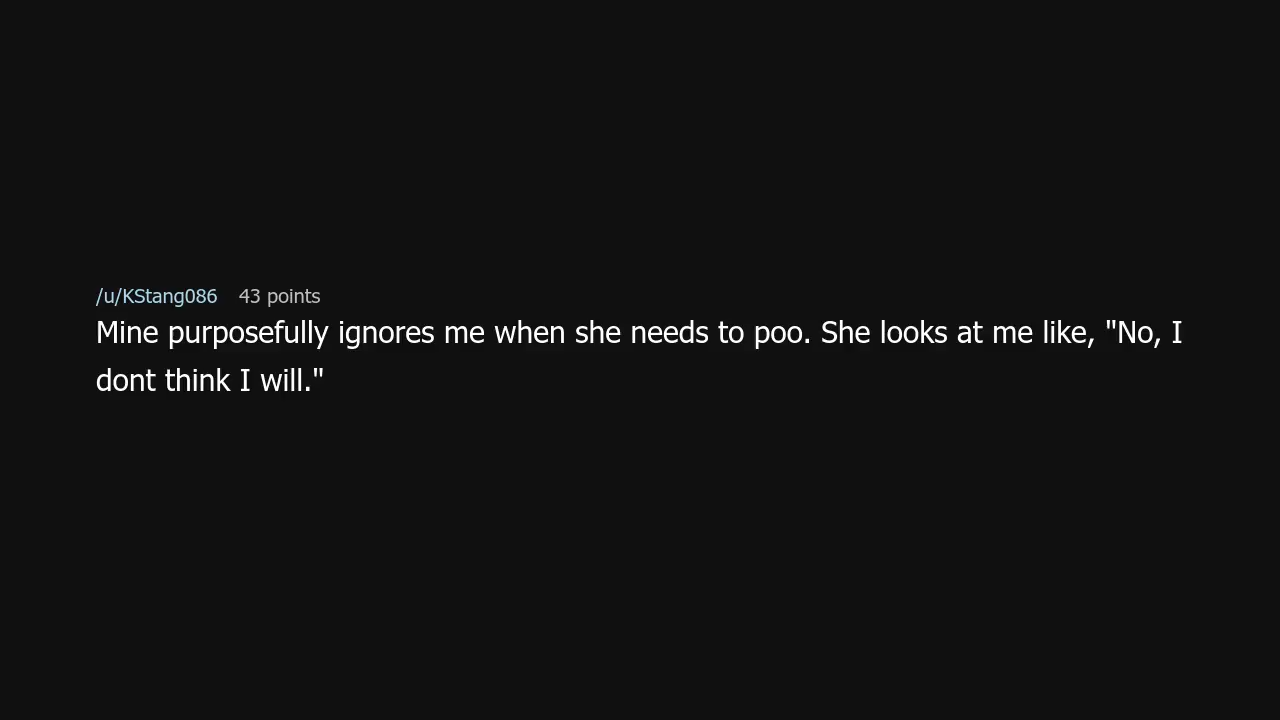 /u/KStang086 43 points
Mine purposefully ignores me when she needs to poo. She looks at me like, "No, I
dont think I will."